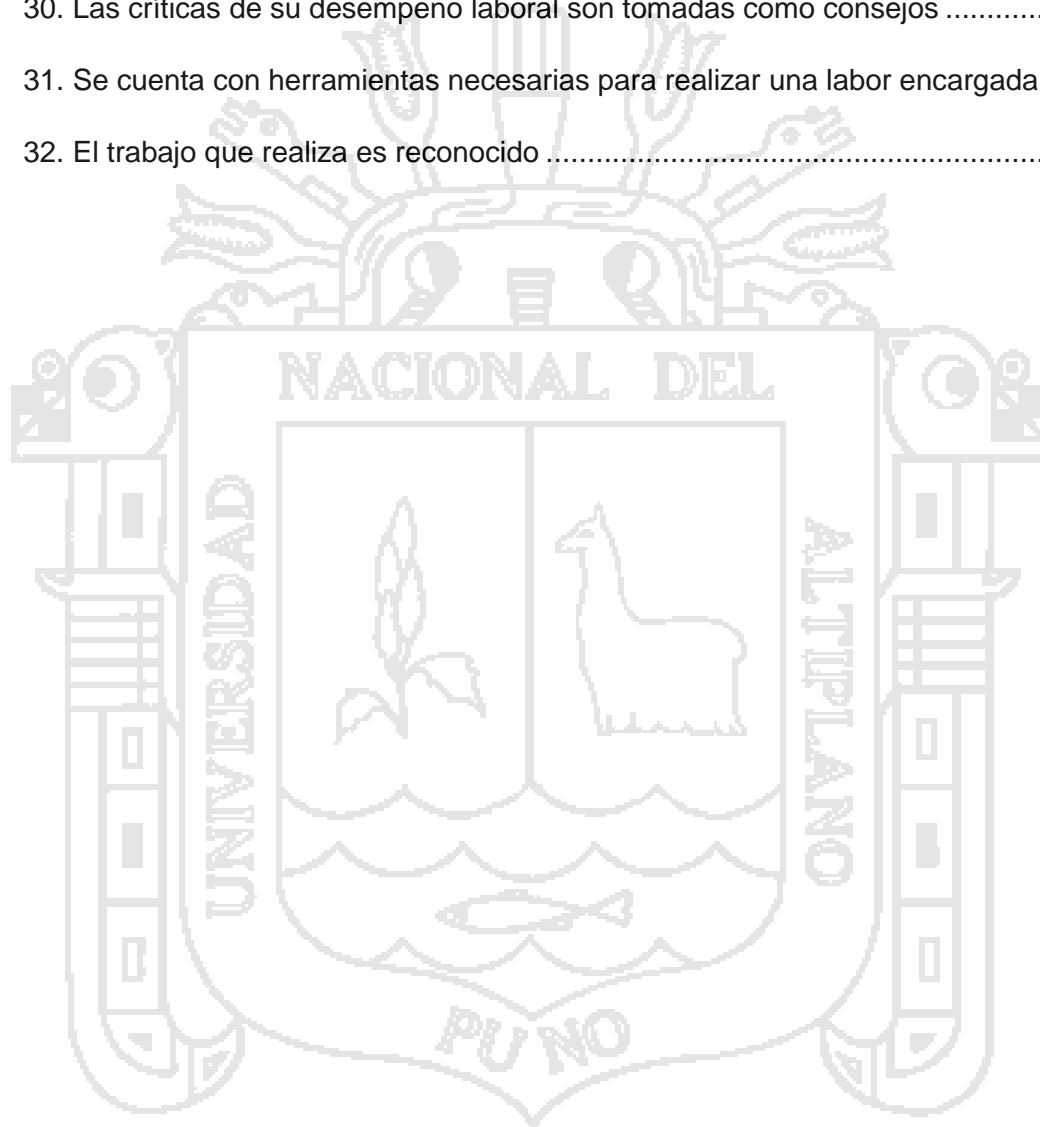 30. Las críticas de su desempeño laboral son tomadas como consejos ............
31. Se cuenta con herramientas necesarias para realizar una labor encargada
32. El trabajo que realiza es reconocido ............................................................
NACIONAL DEL
UNIVERSIDAD
ALTIPLANO
PUNO